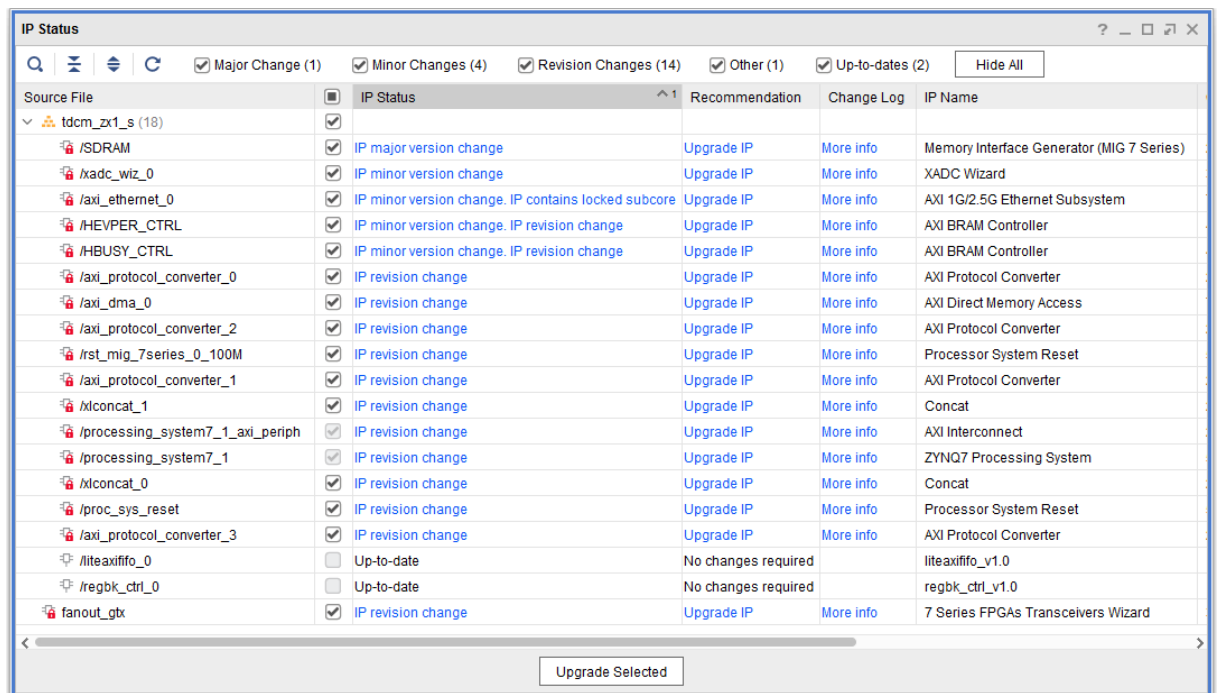 IP Status
Major Change (1) Minor Changes (4) Revision Changes (14) Other (1) Up-to-dates (2) Hide All
Source File IP Status 1 Recommendation Change Log IP Name
tdcm_zx1_s (18)
/SDRAM IP major version change Upgrade IP More info Memory Interface Generator (MIG 7 Series)
/xadc_wiz_0 IP minor version change Upgrade IP More info XADC Wizard
/axi_ethernet_0 IP minor version change. IP contains locked subcore Upgrade IP More info AXI 1G/2.5G Ethernet Subsystem
/HEVPER_CTRL IP minor version change. IP revision change Upgrade IP More info AXI BRAM Controller
/HBUSY_CTRL IP minor version change. IP revision change Upgrade IP More info AXI BRAM Controller
/axi_protocol_converter_0 IP revision change Upgrade IP More info AXI Protocol Converter
/axi_dma_0 IP revision change Upgrade IP More info AXI Direct Memory Access
/axi_protocol_converter_2 IP revision change Upgrade IP More info AXI Protocol Converter
/rst_mig_7series_0_100M IP revision change Upgrade IP More info Processor System Reset
/axi_protocol_converter_1 IP revision change Upgrade IP More info AXI Protocol Converter
/xlconcat_1 IP revision change Upgrade IP More info Concat
/processing_system7_1_axi_periph IP revision change Upgrade IP More info AXI Interconnect
/processing_system7_1 IP revision change Upgrade IP More info ZYNQ7 Processing System
/xlconcat_0 IP revision change Upgrade IP More info Concat
/proc_sys_reset IP revision change Upgrade IP More info Processor System Reset
/axi_protocol_converter_3 IP revision change Upgrade IP More info AXI Protocol Converter
/liteaxififo_0 Up-to-date No changes required liteaxififo_v1.0
/regbk_ctrl_0 Up-to-date No changes required regbk_ctrl_v1.0
fanout_gtx IP revision change Upgrade IP More info 7 Series FPGAs Transceivers Wizard
Upgrade Selected